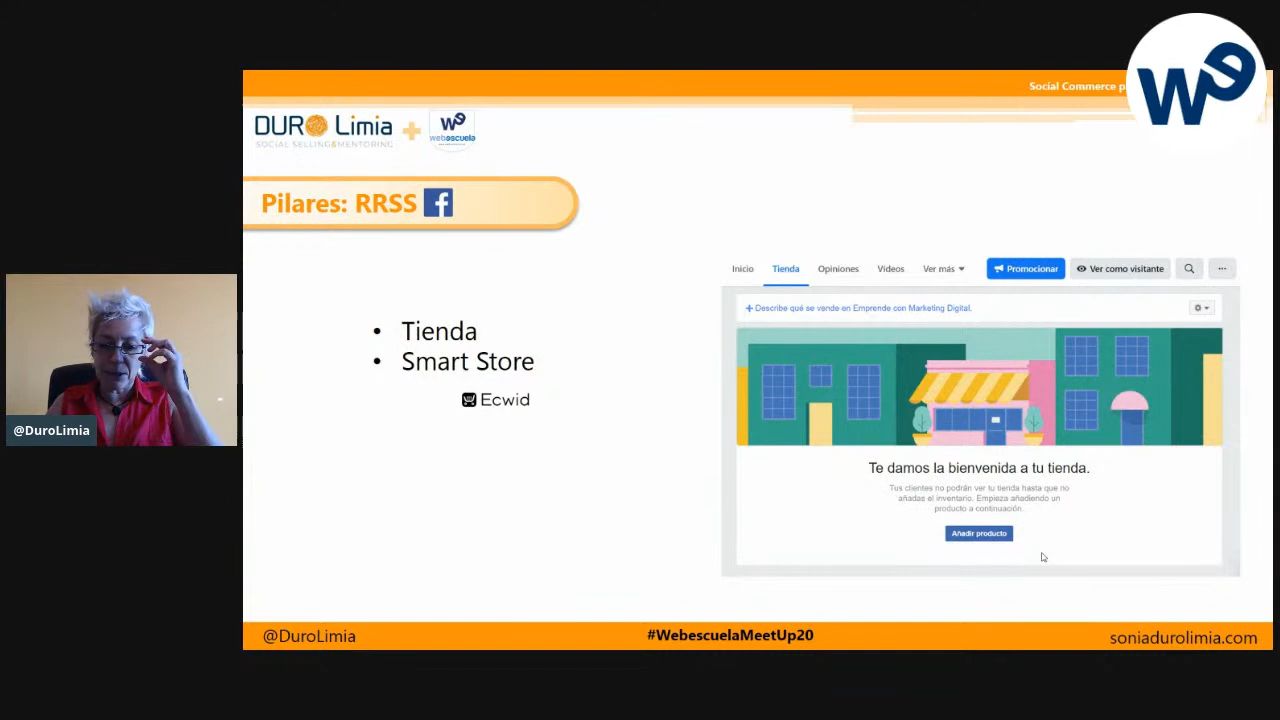 Social Commerce p
We
DURO Limia
SOCIAL SELLING&MENTORING
We
webescuela
Pilares: RRSS
Inicio Tienda Opiniones Vídeos Ver más Promocionar Ver como visitante ...
+ Describe qué se vende en Emprende con Marketing Digital.
• Tienda
• Smart Store
Ecwid
Te damos la bienvenida a tu tienda.
Tus clientes no podrán ver tu tienda hasta que no
añadas el inventario. Empieza añadiendo un
producto a continuación.
Añadir producto
@DuroLimia
@DuroLimia
#WebescuelaMeetUp20
soniadurolimia.com